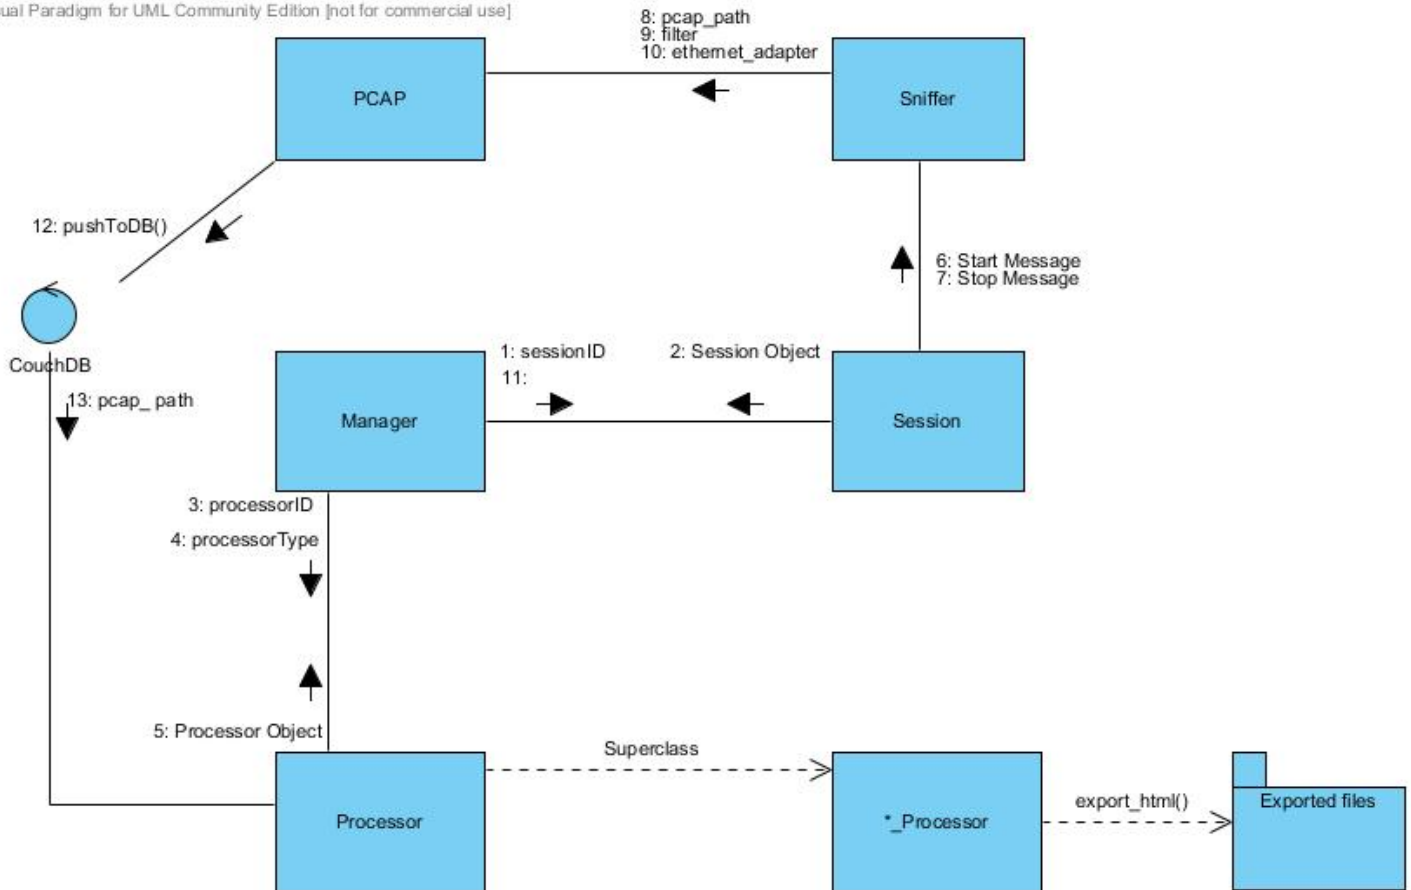 ual Paradigm for UML Community Edition [not for commercial use]
8: pcap_path
9: filter
10: ethernet_adapter
PCAP
Sniffer
12: pushToDB()
6: Start Message
7: Stop Message
CouchDB
1: sessionID
2: Session Object
11:
13: pcap_ path
Manager
Session
3: processorID
4: processorType
5: Processor Object
Superclass
Processor
*_Processor
export_html()
Exported files